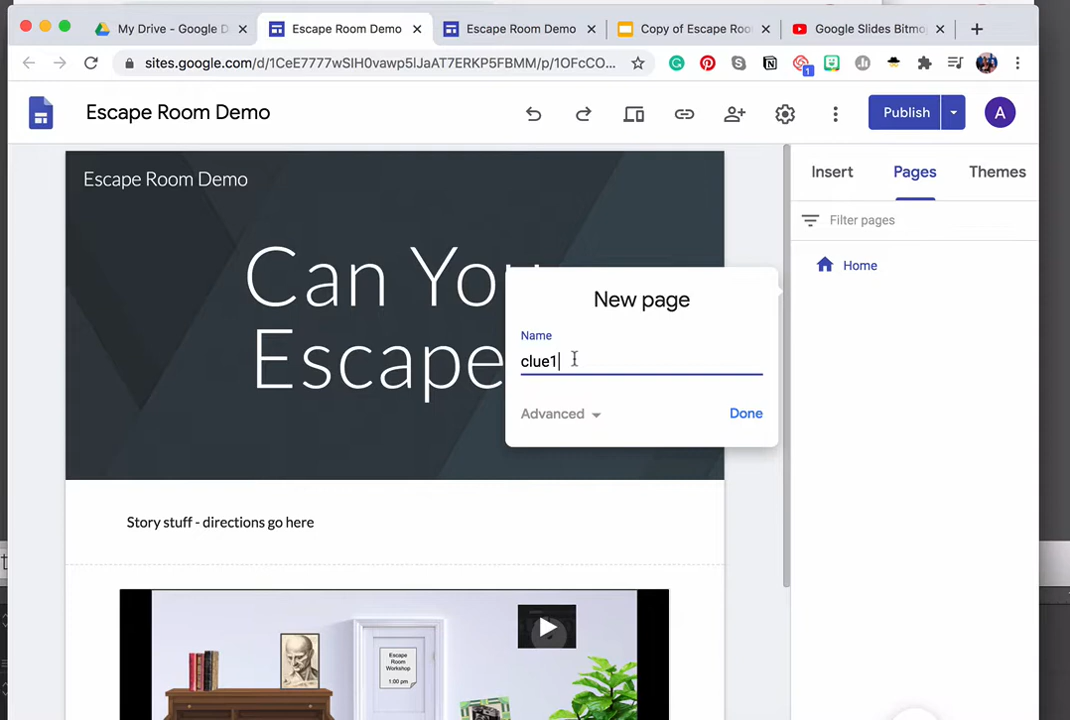 My Drive - Google D
Escape Room Demo
Escape Room Demo
Copy of Escape Roo
Google Slides Bitmoj
sites.google.com/d/1CeE7777wSIH0vawp5lJaAT7ERKP5FBMM/p/1OFcCO...
1
Escape Room Demo
Publish
A
Escape Room Demo
Can You
Escape
Story stuff - directions go here
Escape
Room
Workshop
1:00 pm
New page
Name
clue1
Advanced
Done
Insert
Pages
Themes
Filter pages
Home